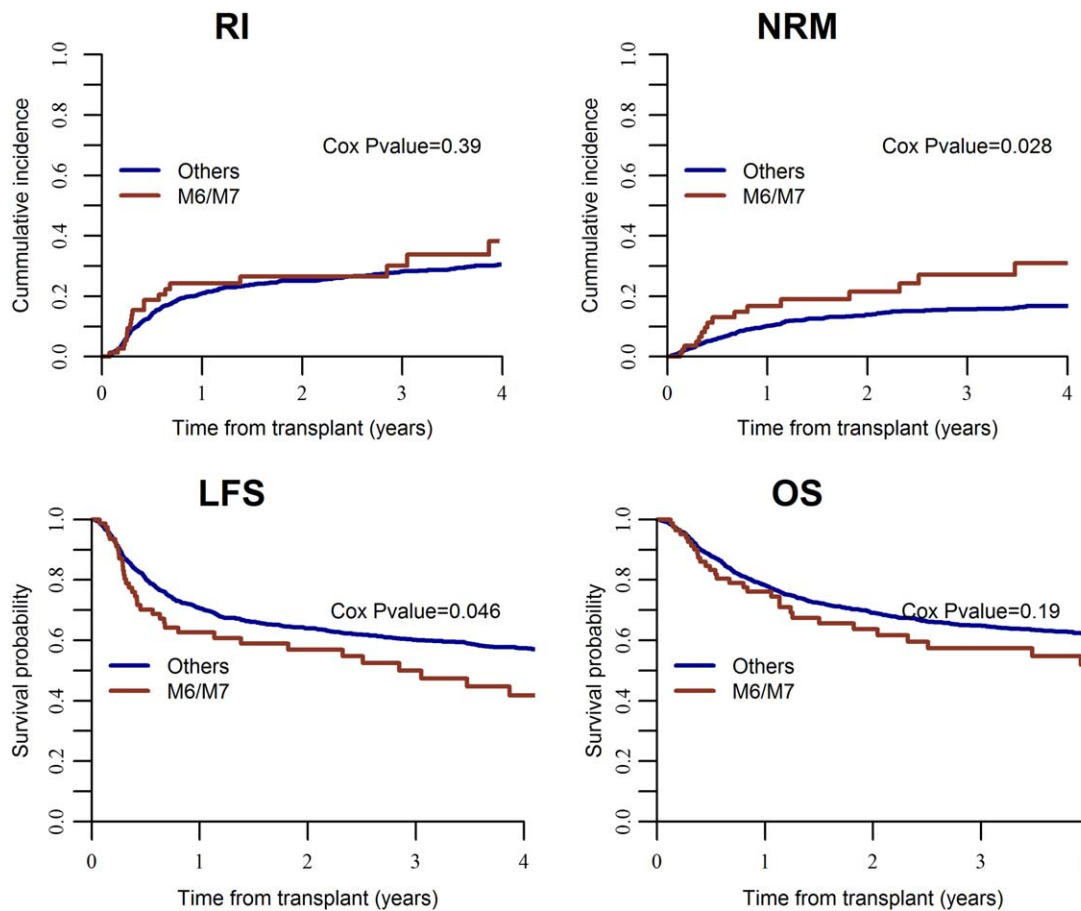 RI
Cummulative incidence
0.0 0.2 0.4 0.6 0.8 1.0
Cox Pvalue=0.39
Others
M6/M7
0 1 2 3 4
Time from transplant (years)
NRM
Cummulative incidence
0.0 0.2 0.4 0.6 0.8 1.0
Cox Pvalue=0.028
Others
M6/M7
0 1 2 3 4
Time from transplant (years)
LFS
Survival probability
0.0 0.2 0.4 0.6 0.8 1.0
Cox Pvalue=0.046
Others
M6/M7
0 1 2 3 4
Time from transplant (years)
OS
Survival probability
0.0 0.2 0.4 0.6 0.8 1.0
Cox Pvalue=0.19
Others
M6/M7
0 1 2 3
Time from transplant (years)